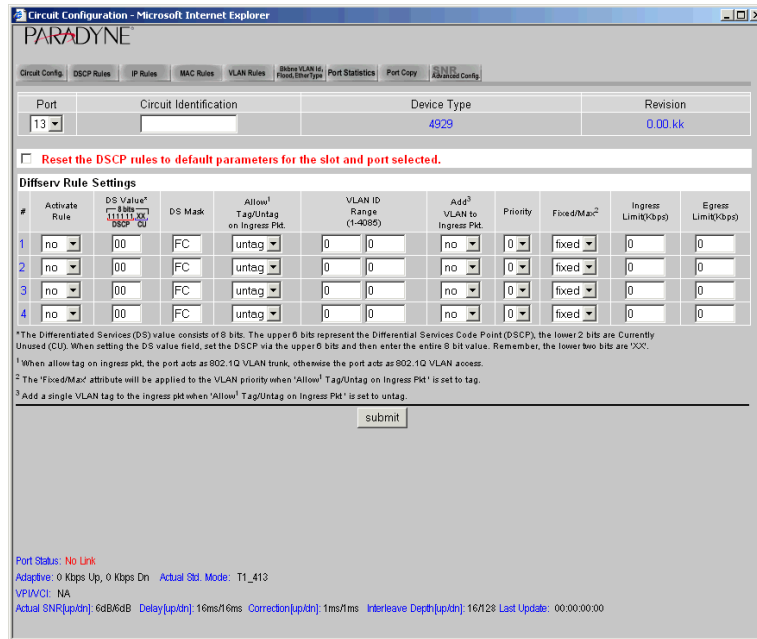 Circuit Configuration - Microsoft Internet Explorer
PARADYNE
Circuit Config. DSCP Rules IP Rules MAC Rules VLAN Rules Bkbne VLAN Id, Flood, EtherType Port Statistics Port Copy SNR Advanced Config.
Port Circuit Identification Device Type Revision
13 4929 0.00.kk
Reset the DSCP rules to default parameters for the slot and port selected.
Diffserv Rule Settings
# Activate Rule DS Value* 8 bits 111111,XX, DSCP CU DS Mask Allow1 Tag/Untag on Ingress Pkt. VLAN ID Range (1-4085) Add3 VLAN to Ingress Pkt. Priority Fixed/Max2 Ingress Limit(Kbps) Egress Limit(Kbps)
1 no 00 FC untag 0 0 no 0 fixed 0 0
2 no 00 FC untag 0 0 no 0 fixed 0 0
3 no 00 FC untag 0 0 no 0 fixed 0 0
4 no 00 FC untag 0 0 no 0 fixed 0 0
*The Differentiated Services (DS) value consists of 8 bits. The upper 6 bits represent the Differential Services Code Point (DSCP), the lower 2 bits are Currently
Unused (CU). When setting the DS value field, set the DSCP via the upper 6 bits and then enter the entire 8 bit value. Remember, the lower two bits are 'XX'.
1 When allow tag on ingress pkt, the port acts as 802.1Q VLAN trunk, otherwise the port acts as 802.1Q VLAN access.
2 The 'Fixed/Max' attribute will be applied to the VLAN priority when 'Allow1 Tag/Untag on Ingress Pkt' is set to tag.
3 Add a single VLAN tag to the ingress pkt when 'Allow1 Tag/Untag on Ingress Pkt' is set to untag.
submit
Port Status: No Link
Adaptive: 0 Kbps Up, 0 Kbps Dn Actual Std. Mode: T1_413
VPI/VCI: NA
Actual SNR[up/dn]: 6dB/6dB Delay[up/dn]: 16ms/16ms Correction[up/dn]: 1ms/1ms Interleave Depth[up/dn]: 16/128 Last Update: 00:00:00:00